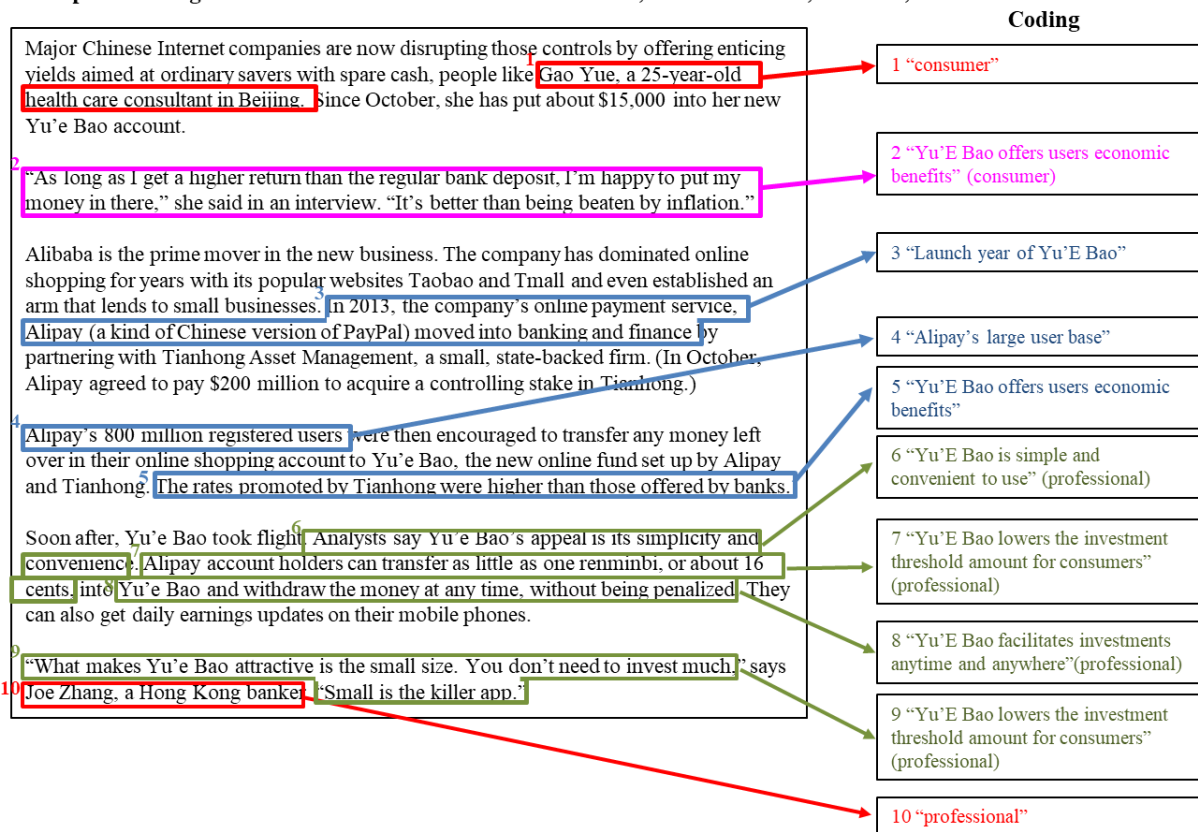 Coding
Major Chinese Internet companies are now disrupting those controls by offering enticing
yields aimed at ordinary savers with spare cash, people like Gao Yue, a 25-year-old
health care consultant in Beijing. Since October, she has put about $15,000 into her new
Yu'e Bao account.
“As long as I get a higher return than the regular bank deposit, I’m happy to put my
money in there,” she said in an interview. “It’s better than being beaten by inflation.”
Alibaba is the prime mover in the new business. The company has dominated online
shopping for years with its popular websites Taobao and Tmall and even established an
arm that lends to small businesses. In 2013, the company’s online payment service,
Alipay (a kind of Chinese version of PayPal) moved into banking and finance by
partnering with Tianhong Asset Management, a small, state-backed firm. (In October,
Alipay agreed to pay $200 million to acquire a controlling stake in Tianhong.)
Alipay’s 800 million registered users were then encouraged to transfer any money left
over in their online shopping account to Yu’e Bao, the new online fund set up by Alipay
and Tianhong. The rates promoted by Tianhong were higher than those offered by banks.
Soon after, Yu’e Bao took flight. Analysts say Yu’e Bao’s appeal is its simplicity and
convenience. Alipay account holders can transfer as little as one renminbi, or about 16
cents, into Yu’e Bao and withdraw the money at any time, without being penalized. They
can also get daily earnings updates on their mobile phones.
“What makes Yu’e Bao attractive is the small size. You don’t need to invest much,” says
Joe Zhang, a Hong Kong banker. “Small is the killer app.”
1
2
3
4
5
6
7
8
9
10
1 “consumer”
2 “Yu’E Bao offers users economic
benefits” (consumer)
3 “Launch year of Yu’E Bao”
4 “Alipay’s large user base”
5 “Yu’E Bao offers users economic
benefits”
6 “Yu’E Bao is simple and
convenient to use” (professional)
7 “Yu’E Bao lowers the investment
threshold amount for consumers”
(professional)
8 “Yu’E Bao facilitates investments
anytime and anywhere”(professional)
9 “Yu’E Bao lowers the investment
threshold amount for consumers”
(professional)
10 “professional”